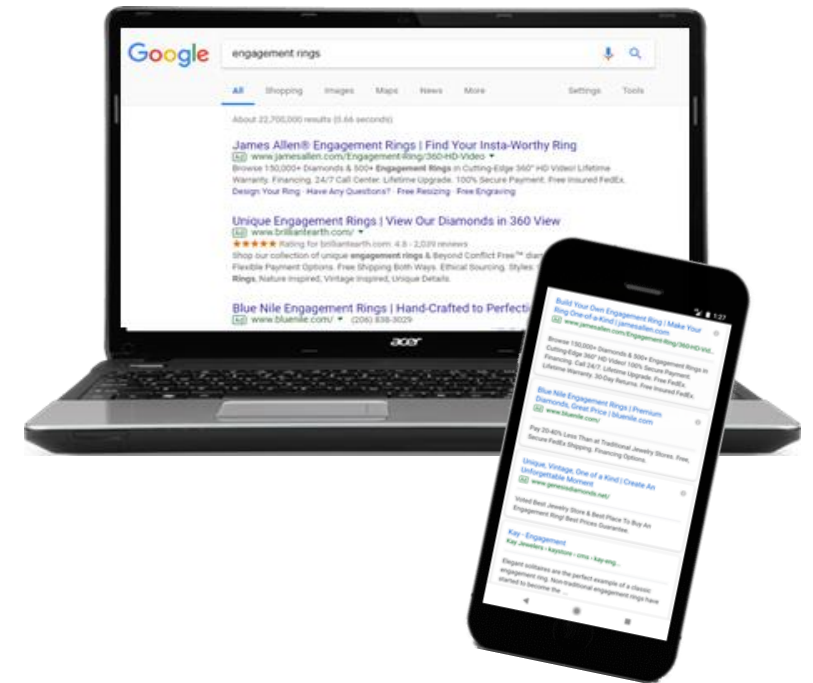 Google
engagement rings
All Shopping Images Maps News More Settings Tools
About 22,700,000 results (0.66 seconds)
James Allen® Engagement Rings | Find Your Insta-Worthy Ring
Ad www.jamesallen.com/Engagement-Ring/360-HD-Video
Browse 150,000+ Diamonds & 500+ Engagement Rings in Cutting-Edge 360° HD Video! Lifetime
Warranty. Financing. 24/7 Call Center. Lifetime Upgrade. 100% Secure Payment. Free Insured FedEx.
Design Your Ring · Have Any Questions? · Free Resizing · Free Engraving
Unique Engagement Rings | View Our Diamonds in 360 View
Ad www.brilliantearth.com/
Rating for brilliantearth.com: 4.8 - 2,039 reviews
Shop our collection of unique engagement rings & Beyond Conflict Free™
Flexible Payment Options. Free Shipping Both Ways. Ethical Sourcing. Styles:
Rings, Nature Inspired, Vintage Inspired, Unique Details.
Blue Nile Engagement Rings | Hand-Crafted to
Ad www.bluenile.com/ (206) 838-3029
acer
1:27
Build Your Own Engagement Ring | Make Your
Ring One-of-a-Kind | jamesallen.com
Ad www.jamesallen.com/Engagement-Ring/360-HD-Vid...
Browse 150,000+ Diamonds & 500+ Engagement Rings in
Cutting-Edge 360° HD Video! 100% Secure Payment.
Financing. Call 24/7. Lifetime Upgrade. Free FedEx.
Lifetime Warranty. 30-Day Returns. Free Insured FedEx.
Blue Nile Engagement Rings | Premium
Diamonds, Great Price | bluenile.com
Ad www.bluenile.com/
Pay 20-40% Less Than at Traditional Jewelry Stores. Free,
Secure FedEx Shipping. Financing Options.
Unique, Vintage, One of a Kind | Create An
Unforgettable Moment
Ad www.genesisdiamonds.net/
Voted Best Jewelry Store & Best Place To Buy An
Engagement Ring! Best Prices Guarantee.
Kay - Engagement
Kay Jewelers › kaystore › cms › kay-eng...
Elegant solitaires are the perfect example of a classic
engagement ring. Non-traditional engagement rings have
started to become the ...